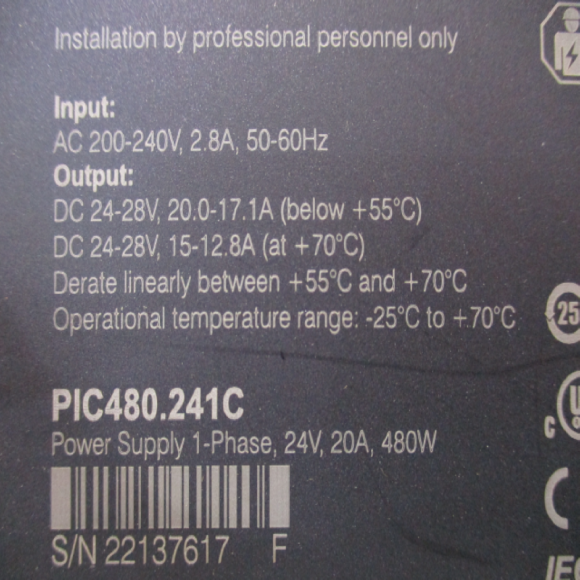 Installation by professional personnel only
Input:
AC 200-240V, 2.8A, 50-60Hz
Output:
DC 24-28V, 20.0-17.1A (below +55°C)
DC 24-28V, 15-12.8A (at +70°C)
Derate linearly between +55°C and +70°C
Operational temperature range: -25°C to +70°C
25
PIC480.241C
C
Power Supply 1-Phase, 24V, 20A, 480W
S/N 22137617 F